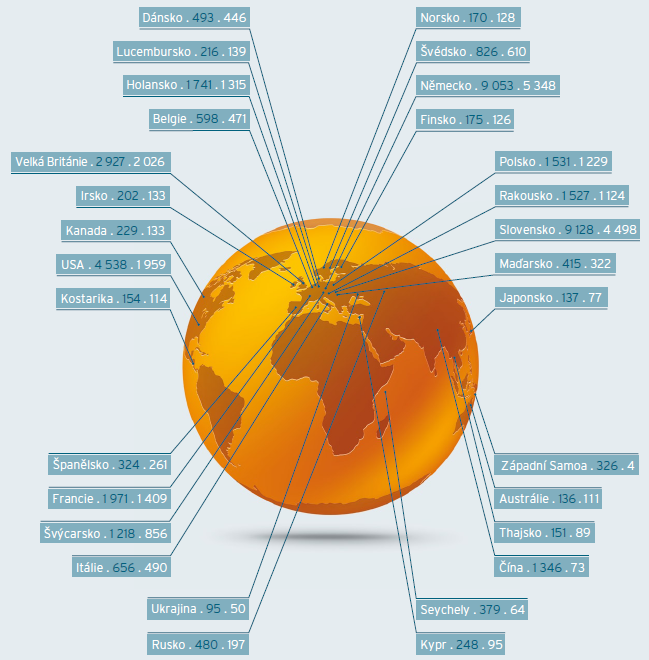 Dánsko . 493 . 446
Norsko . 170 . 128
Lucembursko . 216 . 139
Švédsko . 826 . 610
Holansko . 1 741 . 1 315
Německo . 9 053 . 5 348
Belgie . 598 . 471
Finsko . 175 . 126
Velká Británie . 2 927 . 2 026
Polsko . 1 531 . 1 229
Irsko . 202 . 133
Rakousko . 1 527 . 1 124
Kanada . 229 . 133
Slovensko . 9 128 . 4 498
USA . 4 538 . 1 959
Maďarsko . 415 . 322
Kostarika . 154 . 114
Japonsko . 137 . 77
Španělsko . 324 . 261
Západní Samoa . 326 . 4
Francie . 1 971 . 1 409
Austrálie . 136 . 111
Švýcarsko . 1 218 . 856
Thajsko . 151 . 89
Itálie . 656 . 490
Čína . 1 346 . 73
Ukrajina . 95 . 50
Seychely . 379 . 64
Rusko . 480 . 197
Kypr . 248 . 95